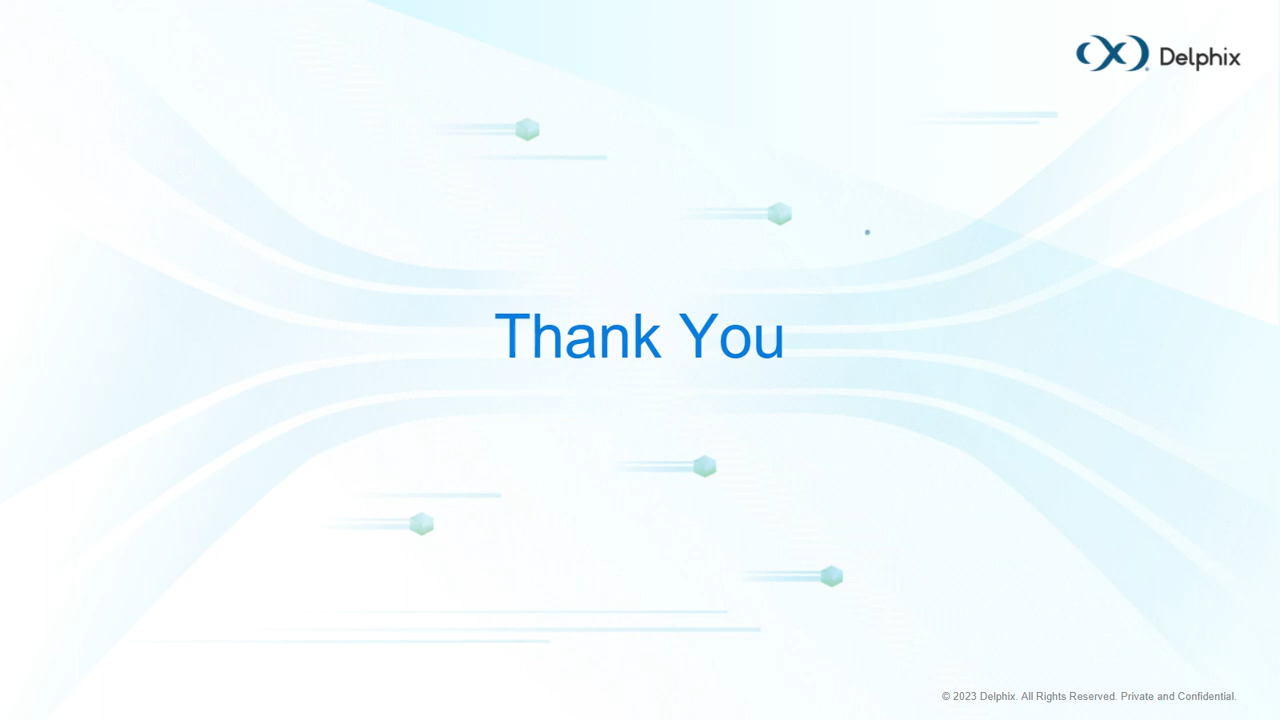 Delphix
Thank You
© 2023 Delphix. All Rights Reserved. Private and Confidential.